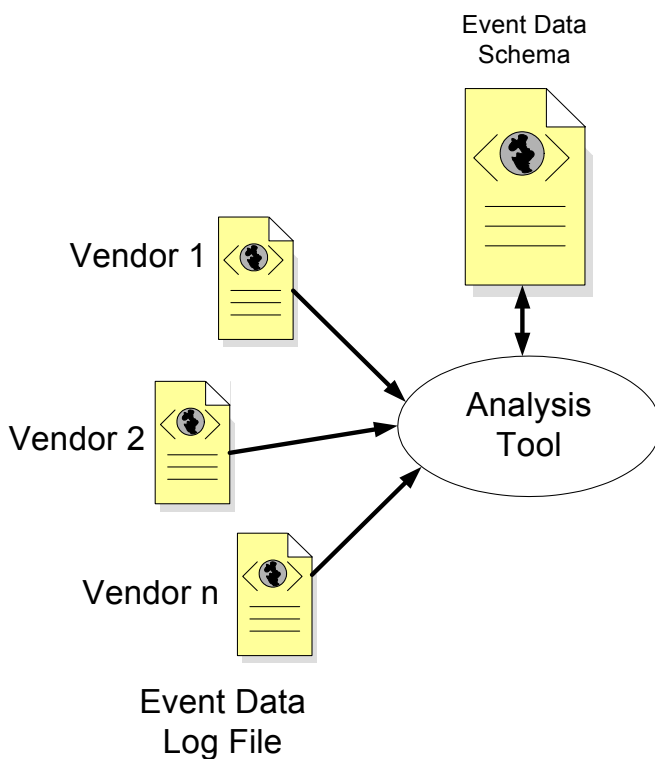 Event Data
Schema
Vendor 1
Vendor 2
Analysis
Tool
Vendor n
Event Data
Log File